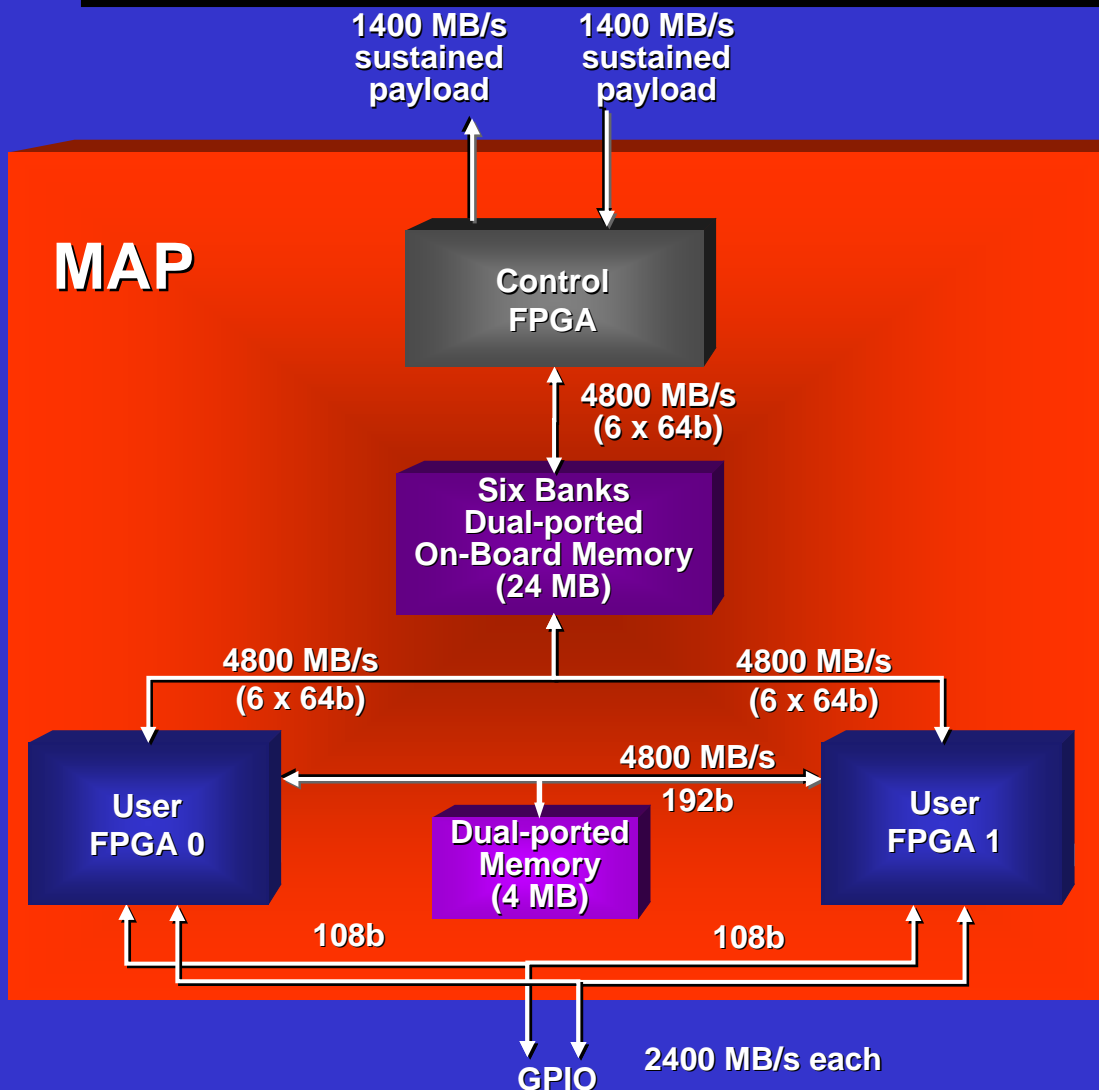 1400 MB/s
sustained
payload
1400 MB/s
sustained
payload
MAP
Control
FPGA
4800 MB/s
(6 x 64b)
Six Banks
Dual-ported
On-Board Memory
(24 MB)
4800 MB/s
(6 x 64b)
4800 MB/s
(6 x 64b)
4800 MB/s
192b
User
FPGA 0
Dual-ported
Memory
(4 MB)
User
FPGA 1
108b
108b
GPIO
2400 MB/s each